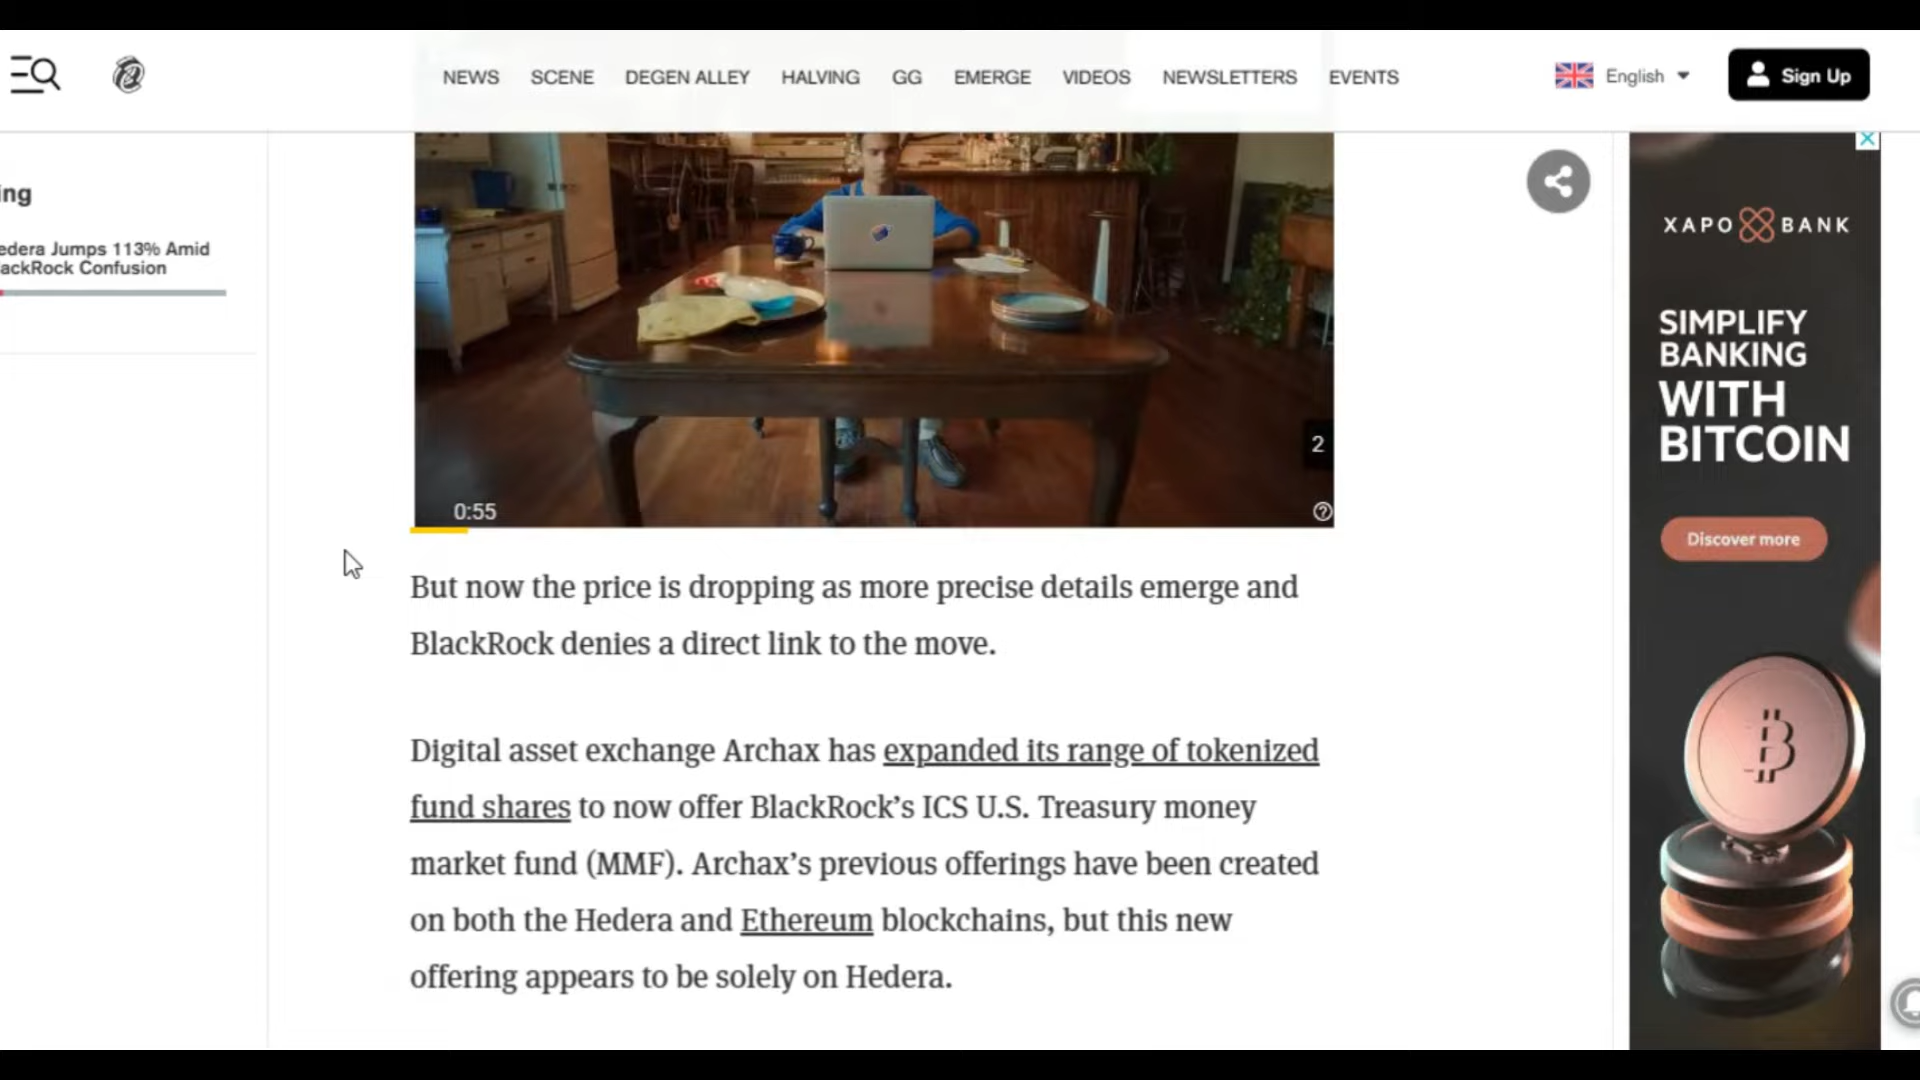 NEWS SCENE DEGEN ALLEY HALVING GG EMERGE VIDEOS NEWSLETTERS EVENTS
English
Sign Up
ing
edera Jumps 113% Amid
ackRock Confusion
2
0:55
But now the price is dropping as more precise details emerge and
BlackRock denies a direct link to the move.
Digital asset exchange Archax has expanded its range of tokenized
fund shares to now offer BlackRock’s ICS U.S. Treasury money
market fund (MMF). Archax’s previous offerings have been created
on both the Hedera and Ethereum blockchains, but this new
offering appears to be solely on Hedera.
XAPO BANK
SIMPLIFY
BANKING
WITH
BITCOIN
Discover more